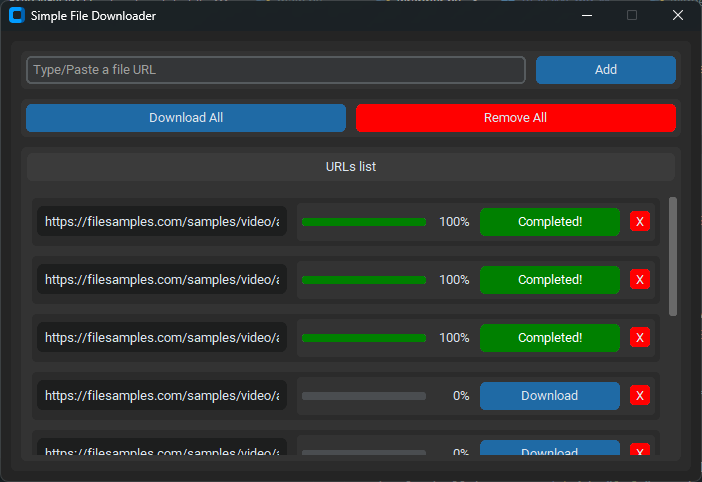 Simple File Downloader
Type/Paste a file URL Add
Download All Remove All
URLs list
https://filesamples.com/samples/video/a 100% Completed! X
https://filesamples.com/samples/video/a 100% Completed! X
https://filesamples.com/samples/video/a 100% Completed! X
https://filesamples.com/samples/video/a 0% Download X
https://filesamples.com/samples/video/a 0% Download X